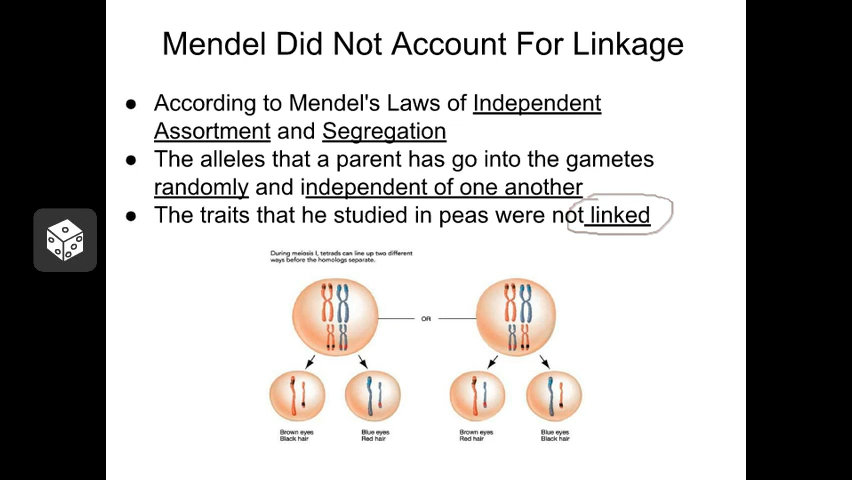 Mendel Did Not Account For Linkage
● According to Mendel's Laws of Independent
Assortment and Segregation
● The alleles that a parent has go into the gametes
randomly and independent of one another
● The traits that he studied in peas were not linked
During meiosis I, tetrads can line up two different
ways before the homologs separate.
OR
Brown eyes
Black hair
Blue eyes
Red hair
Brown eyes
Red hair
Blue eyes
Black hair